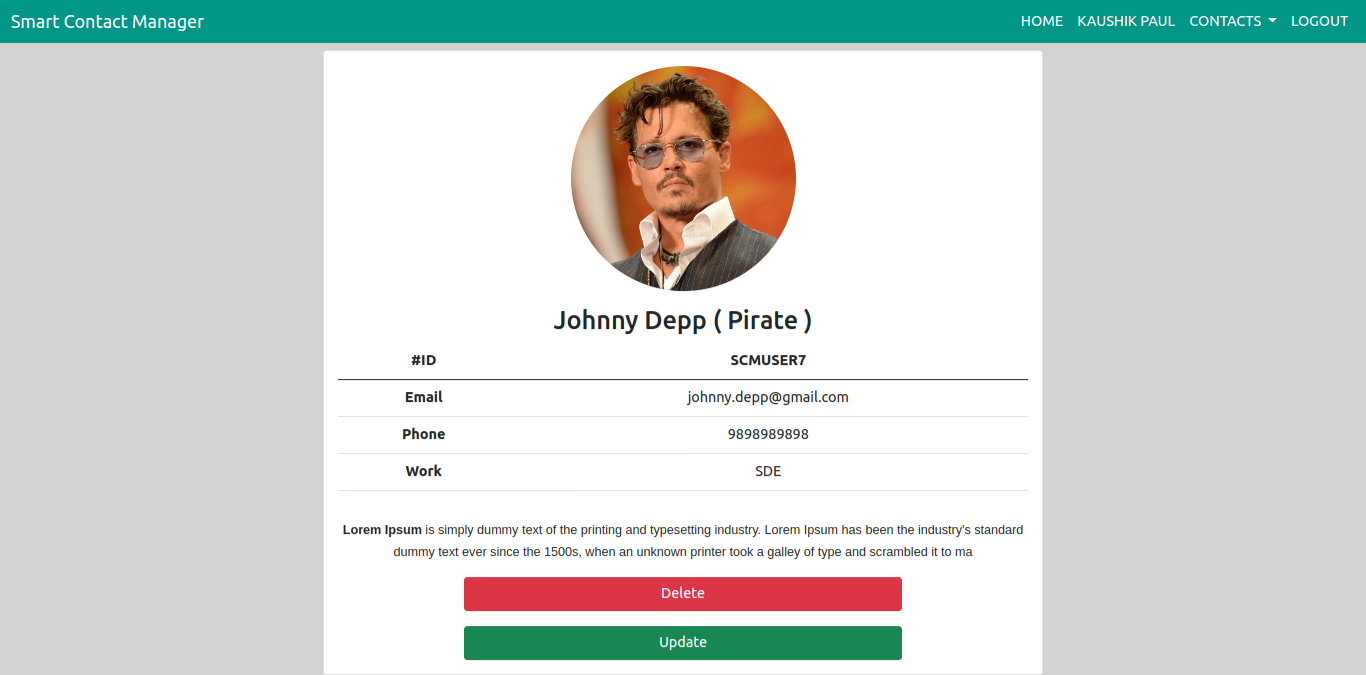 Smart Contact Manager
HOME KAUSHIK PAUL CONTACTS LOGOUT
Johnny Depp ( Pirate )
#ID SCMUSER7
Email johnny.depp@gmail.com
Phone 9898989898
Work SDE
Lorem Ipsum is simply dummy text of the printing and typesetting industry. Lorem Ipsum has been the industry's standard
dummy text ever since the 1500s, when an unknown printer took a galley of type and scrambled it to ma
Delete
Update